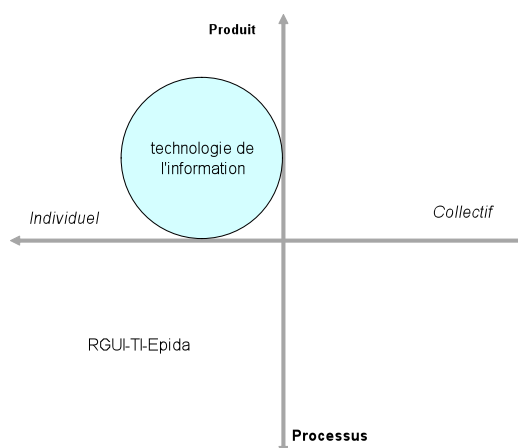 Produit
technologie de
l'information
Individuel
Collectif
RGUI-TI-Epida
Processus